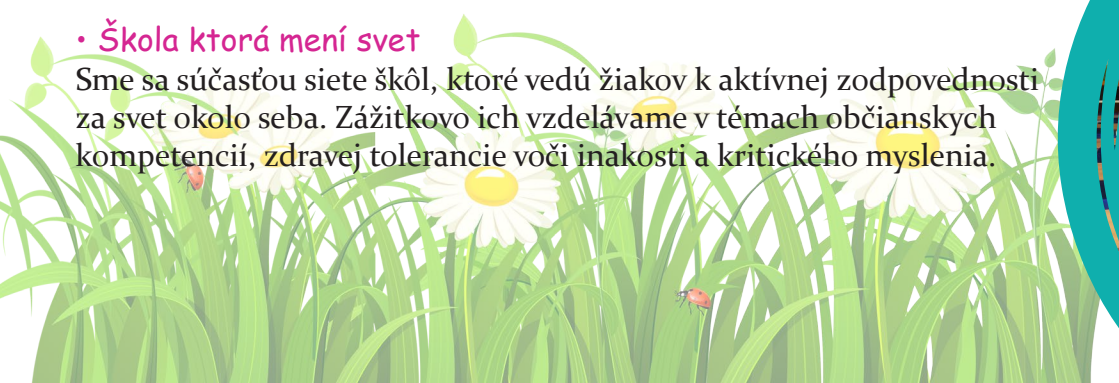 • Škola ktorá mení svet
Sme sa súčasťou siete škôl, ktoré vedú žiakov k aktívnej zodpovednosti
za svet okolo seba. Zážitkovo ich vzdelávame v témach občianskych
kompetencií, zdravej tolerancie voči inakosti a kritického myslenia.